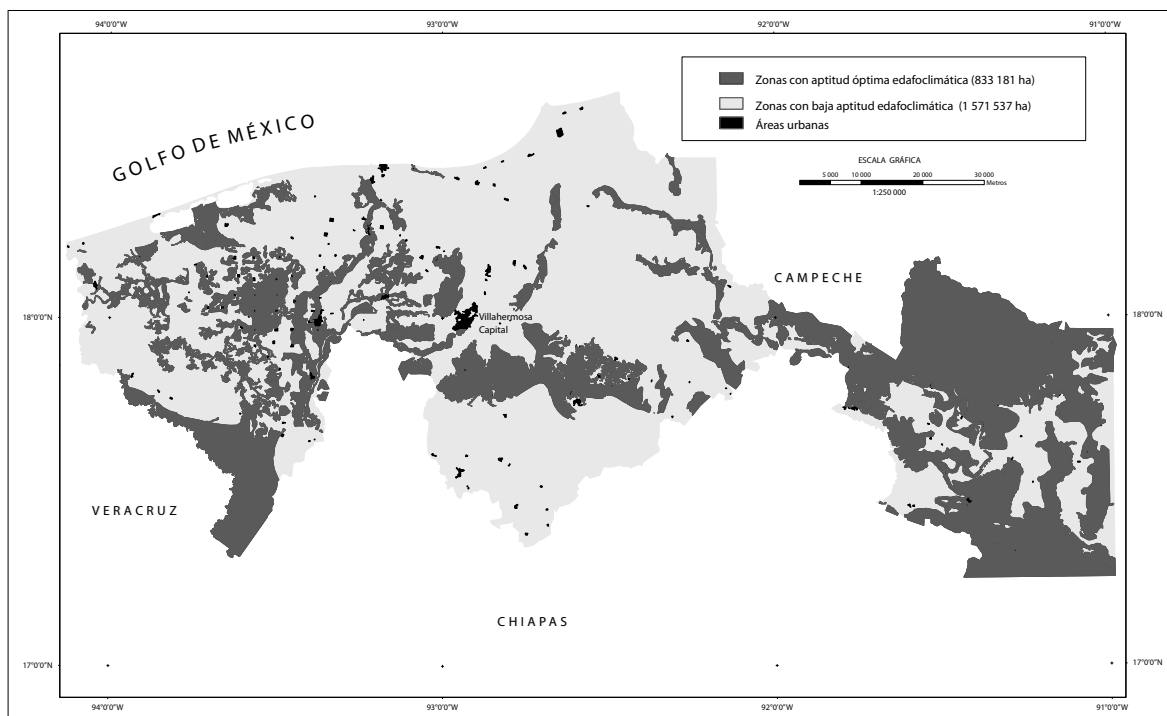 94°0'0"W 93°0'0"W 92°0'0"W 91°0'0"W
Zonas con aptitud óptima edafoclimática (833 181 ha)
Zonas con baja aptitud edafoclimática (1 571 537 ha)
Áreas urbanas
GOLFO DE MÉXICO
ESCALA GRÁFICA
5 000 10 000 20 000 30 000
Metros
1:250 000
CAMPECHE
18°0'0"N 18°0'0"N
Villahermosa
Capital
VERACRUZ
CHIAPAS
17°0'0"N 17°0'0"N
94°0'0"W 93°0'0"W 92°0'0"W 91°0'0"W